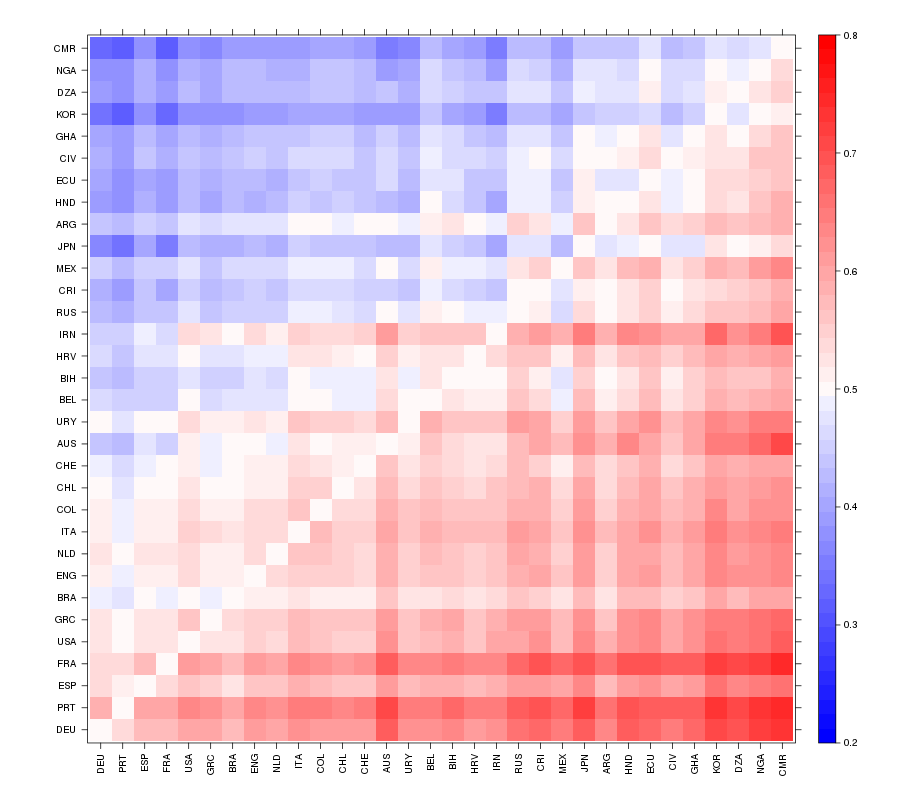 CMR
NGA
DZA
KOR
GHA
CIV
ECU
HND
ARG
JPN
MEX
CRI
RUS
IRN
HRV
BIH
BEL
URY
AUS
CHE
CHL
COL
ITA
NLD
ENG
BRA
GRC
USA
FRA
ESP
PRT
DEU
DEU PRT ESP FRA USA GRC BRA ENG NLD ITA COL CHL CHE AUS URY BEL BIH HRV IRN RUS CRI MEX JPN ARG HND ECU CIV GHA KOR DZA NGA CMR
0.8
0.7
0.6
0.5
0.4
0.3
0.2